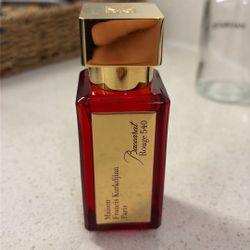 Baccarat
Rouge 540
Maison
Francis Kurkdjian
Paris